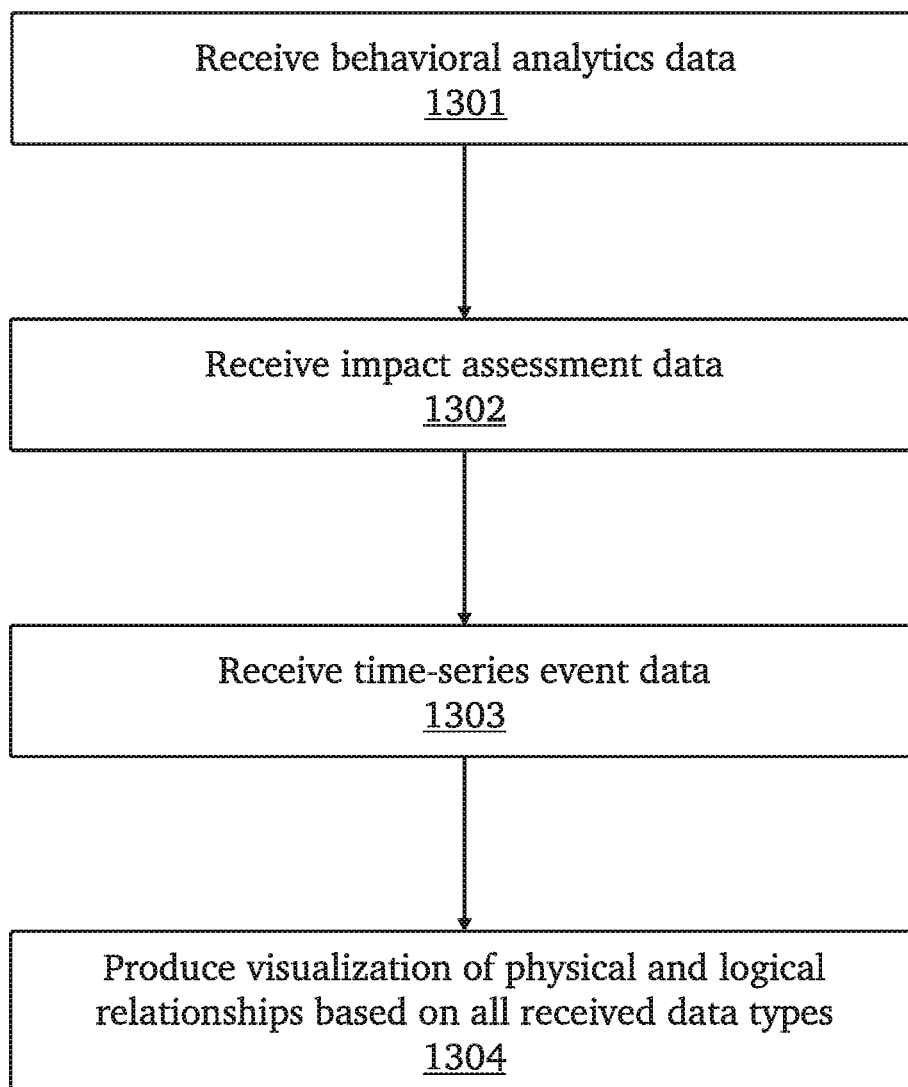 Receive behavioral analytics data
1301
Receive impact assessment data
1302
Receive time-series event data
1303
Produce visualization of physical and logical
relationships based on all received data types
1304